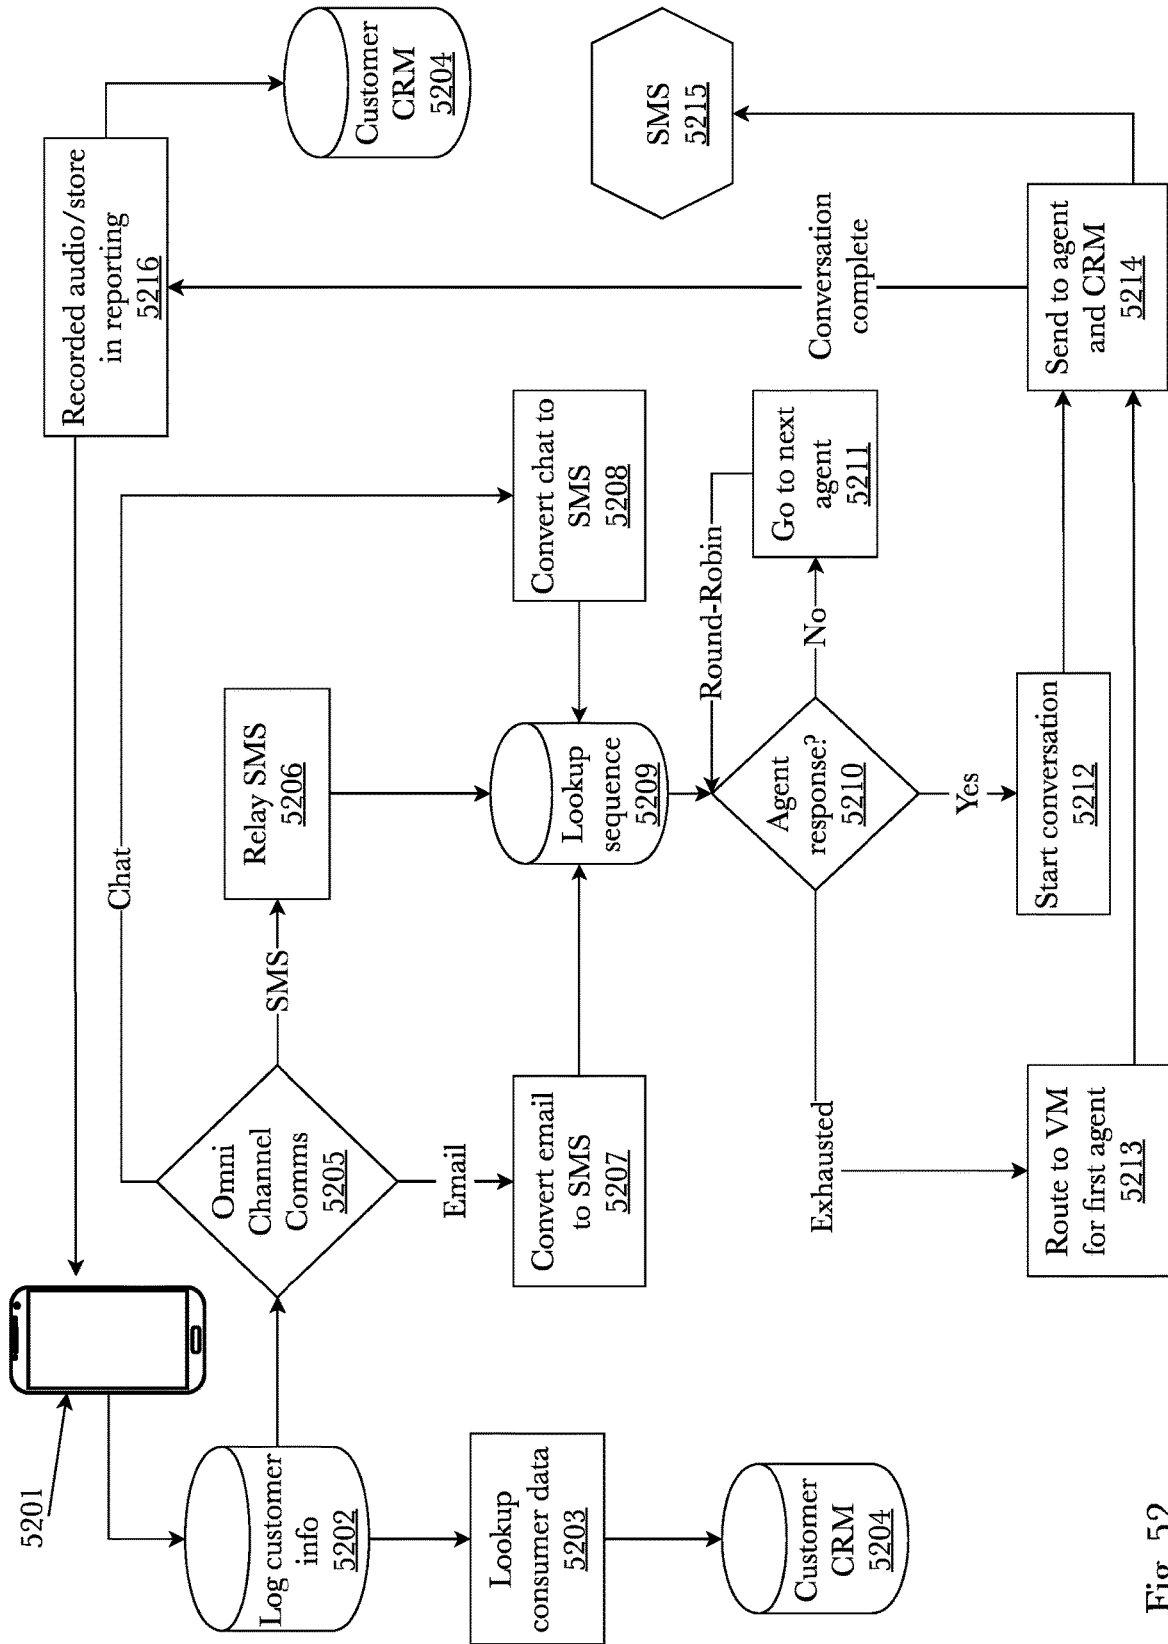 5201
Log customer
info
5202
Lookup
consumer data
5203
Customer
CRM
5204
Omni
Channel
Comms
5205
Chat
SMS
Email
Relay SMS
5206
Convert email
to SMS
5207
Convert chat to
SMS
5208
Lookup
sequence
5209
Agent
response?
5210
Round-Robin
No
Go to next
agent
5211
Yes
Start conversation
5212
Exhausted
Route to VM
for first agent
5213
Send to agent
and CRM
5214
SMS
5215
Conversation
complete
Recorded audio/store
in reporting
5216
Customer
CRM
5204
Fig. 52